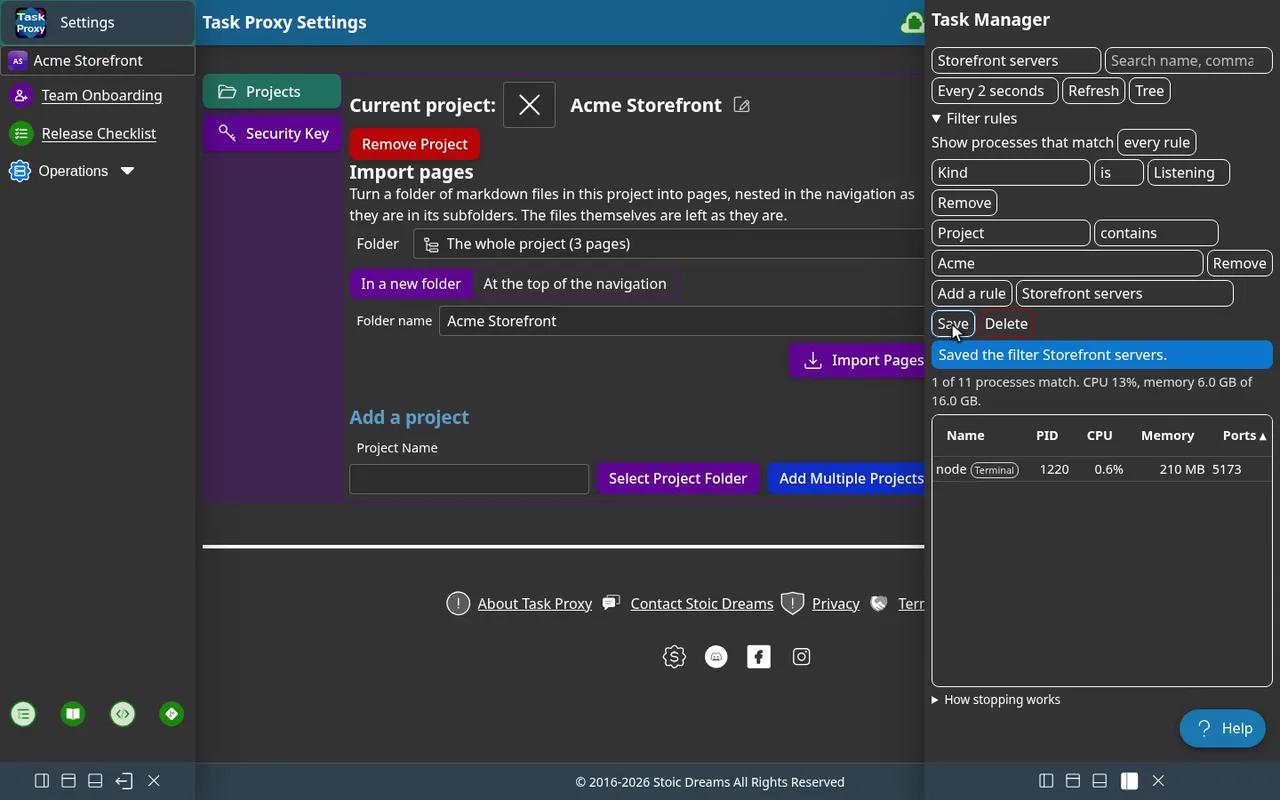 Task Proxy
Settings
Task Proxy Settings
AS
Acme Storefront
Team Onboarding
Release Checklist
Operations
Projects
Security Key
Current project:
Acme Storefront
Remove Project
Import pages
Turn a folder of markdown files in this project into pages, nested in the navigation as
they are in its subfolders. The files themselves are left as they are.
Folder
The whole project (3 pages)
In a new folder
At the top of the navigation
Folder name
Acme Storefront
Import Pages
Add a project
Project Name
Select Project Folder
Add Multiple Projects
About Task Proxy
Contact Stoic Dreams
Privacy
Terr
© 2016-2026 Stoic Dreams All Rights Reserved
Task Manager
Storefront servers
Search name, comma
Every 2 seconds
Refresh
Tree
Filter rules
Show processes that match
every rule
Kind
is
Listening
Remove
Project
contains
Acme
Remove
Add a rule
Storefront servers
Save
Delete
Saved the filter Storefront servers.
1 of 11 processes match. CPU 13%, memory 6.0 GB of
16.0 GB.
Name PID CPU Memory Ports ▲
node Terminal 1220 0.6% 210 MB 5173
How stopping works
? Help